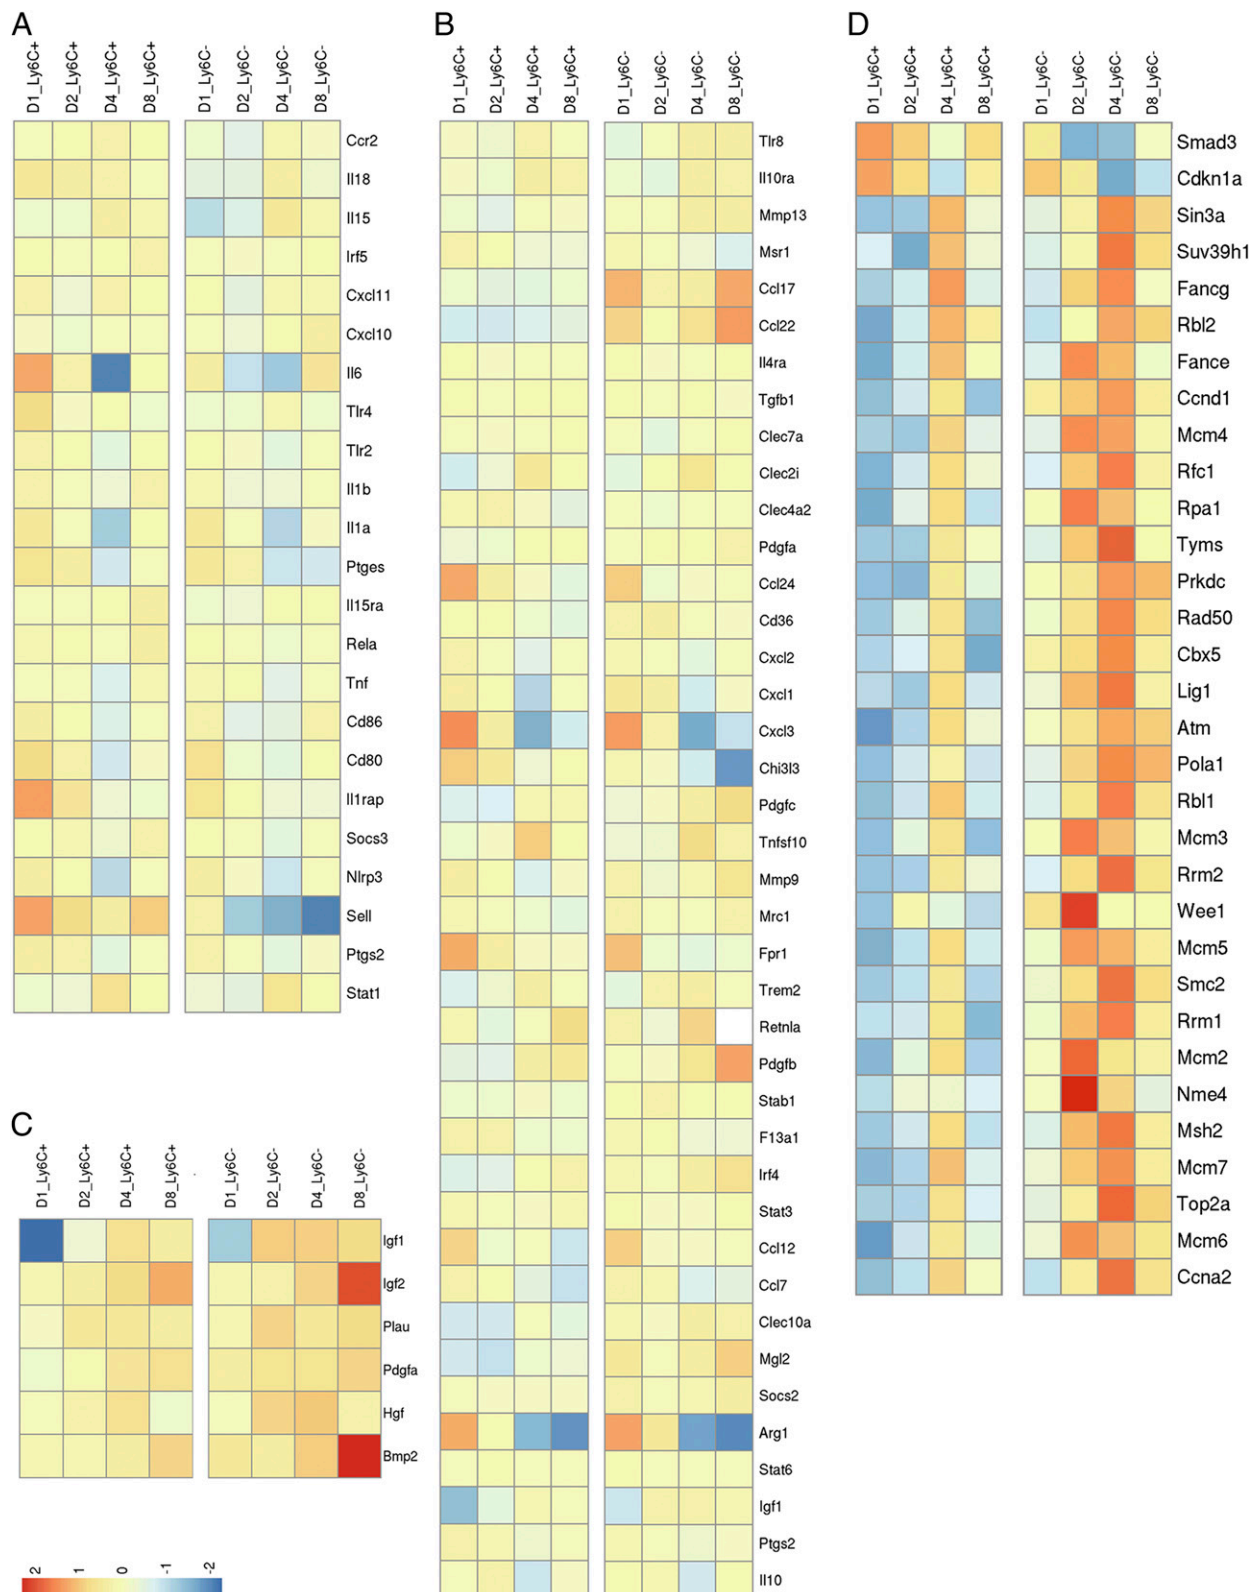 A
D1_Ly6C+
D2_Ly6C+
D4_Ly6C+
D8_Ly6C+
D1_Ly6C-
D2_Ly6C-
D4_Ly6C-
D8_Ly6C-
Ccr2
Il18
Il15
Irf5
Cxcl11
Cxcl10
Il6
Tlr4
Tlr2
Il1b
Il1a
Ptges
Il15ra
Rela
Tnf
Cd86
Cd80
Il1rap
Socs3
Nlrp3
Sell
Ptgs2
Stat1
B
D1_Ly6C+
D2_Ly6C+
D4_Ly6C+
D8_Ly6C+
D1_Ly6C-
D2_Ly6C-
D4_Ly6C-
D8_Ly6C-
Tlr8
Il10ra
Mmp13
Msr1
Ccl17
Ccl22
Il4ra
Tgfb1
Clec7a
Clec2i
Clec4a2
Pdgfa
Ccl24
Cd36
Cxcl2
Cxcl1
Cxcl3
Chi3l3
Pdgfc
Tnfsf10
Mmp9
Mrc1
Fpr1
Trem2
Retnla
Pdgfb
Stab1
F13a1
Irf4
Stat3
Ccl12
Ccl7
Clec10a
Mgl2
Socs2
Arg1
Stat6
Igf1
Ptgs2
Il10
C
D1_Ly6C+
D2_Ly6C+
D4_Ly6C+
D8_Ly6C+
D1_Ly6C-
D2_Ly6C-
D4_Ly6C-
D8_Ly6C-
Igf1
Igf2
Plau
Pdgfa
Hgf
Bmp2
2
1
0
-1
-2
D
D1_Ly6C+
D2_Ly6C+
D4_Ly6C+
D8_Ly6C+
D1_Ly6C-
D2_Ly6C-
D4_Ly6C-
D8_Ly6C-
Smad3
Cdkn1a
Sin3a
Suv39h1
Fancg
Rbl2
Fance
Ccnd1
Mcm4
Rfc1
Rpa1
Tyms
Prkdc
Rad50
Cbx5
Lig1
Atm
Pola1
Rbl1
Mcm3
Rrm2
Wee1
Mcm5
Smc2
Rrm1
Mcm2
Nme4
Msh2
Mcm7
Top2a
Mcm6
Ccna2